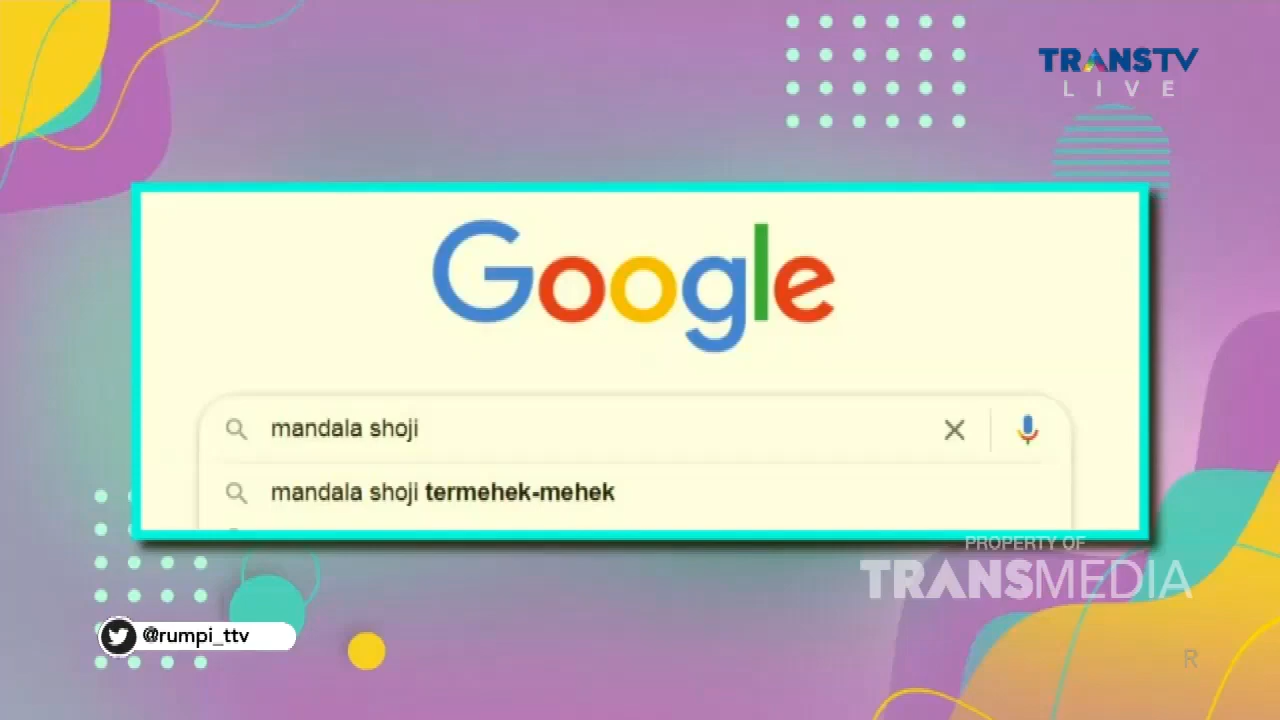 TRANSTV
LIVE
Google
mandala shoji
mandala shoji termehek-mehek
PROPERTY OF
TRANSMEDIA
@rumpi_ttv
R